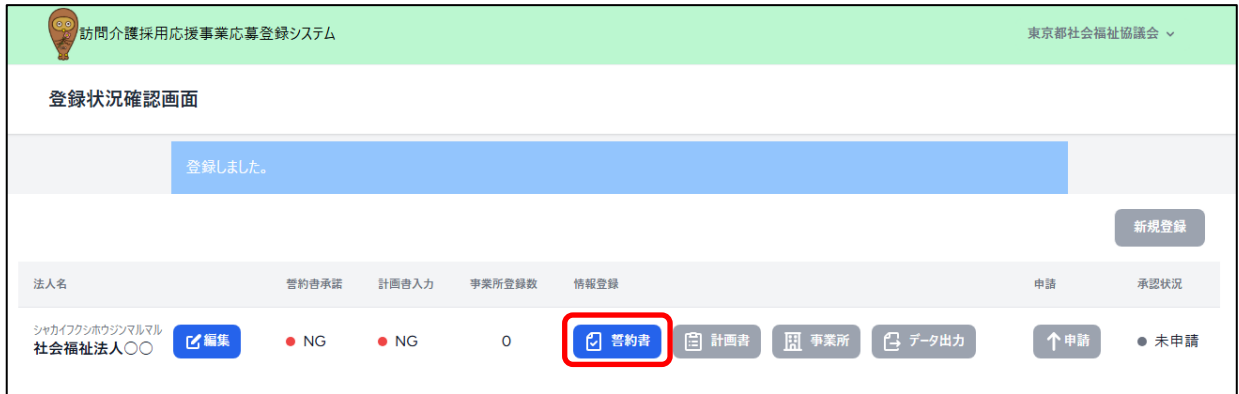 訪問介護採用応援事業応募登録システム
東京都社会福祉協議会
登録状況確認画面
登録しました。
新規登録
法人名 誓約書承諾 計画書入力 事業所登録数 情報登録 申請 承認状況
シャカイフクシホウジンマルマル
社会福祉法人○○ 編集 NG NG 0 誓約書 計画書 事業所 データ出力 申請 未申請